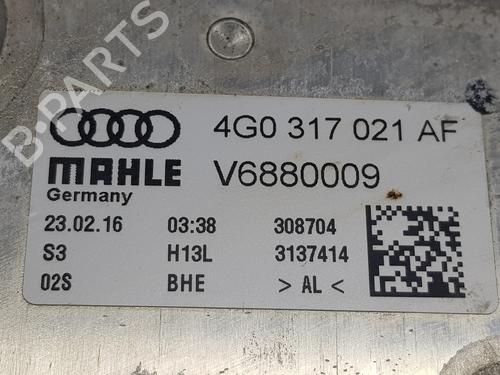 B-PARTS
4G0 317 021 AF
MAHLE V6880009
Germany
23.02.16 03:38 308704
S3 H13L 3137414
02S BHE > AL <